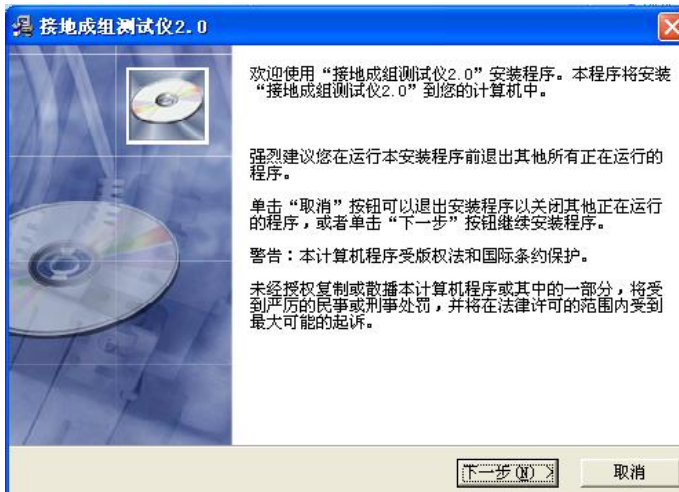 接地成组测试仪2.0
欢迎使用“接地成组测试仪2.0”安装程序。本程序将安装
“接地成组测试仪2.0”到您的计算机中。
强烈建议您在运行本安装程序前退出其他所有正在运行的
程序。
单击“取消”按钮可以退出安装程序以关闭其他正在运行
的程序，或者单击“下一步”按钮继续安装程序。
警告：本计算机程序受版权法和国际条约保护。
未经授权复制或散播本计算机程序或其中的一部分，将受
到严厉的民事或刑事处罚，并将在法律许可的范围内受到
最大可能的起诉。
下一步(N) >
取消